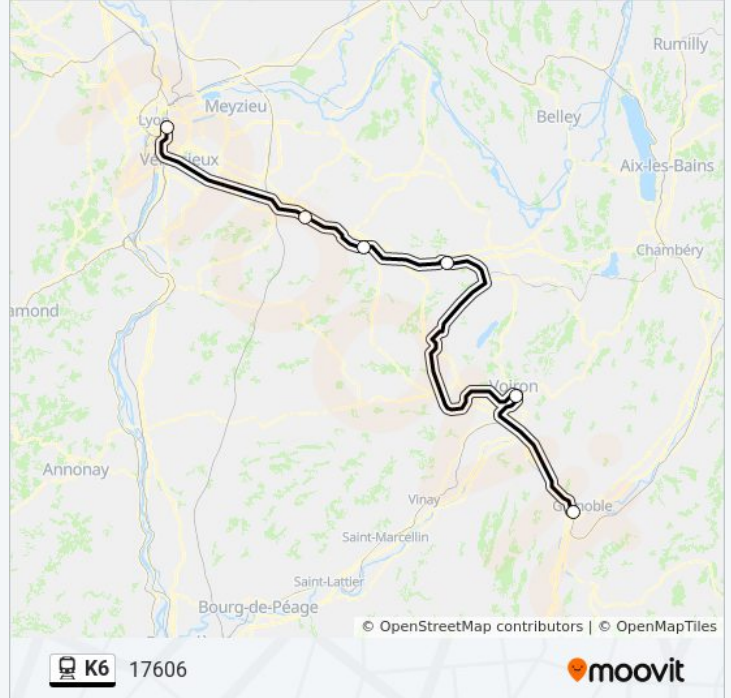 Rumilly
Meyzieu
Lyon
Belley
Vénissieux
Aix-les-Bains
Chambéry
amond
Voiron
Annonay
Vinay
Grenoble
Saint-Marcellin
Saint-Lattier
Bourg-de-Péage
© OpenStreetMap contributors | © OpenMapTiles
K6 17606 moovit